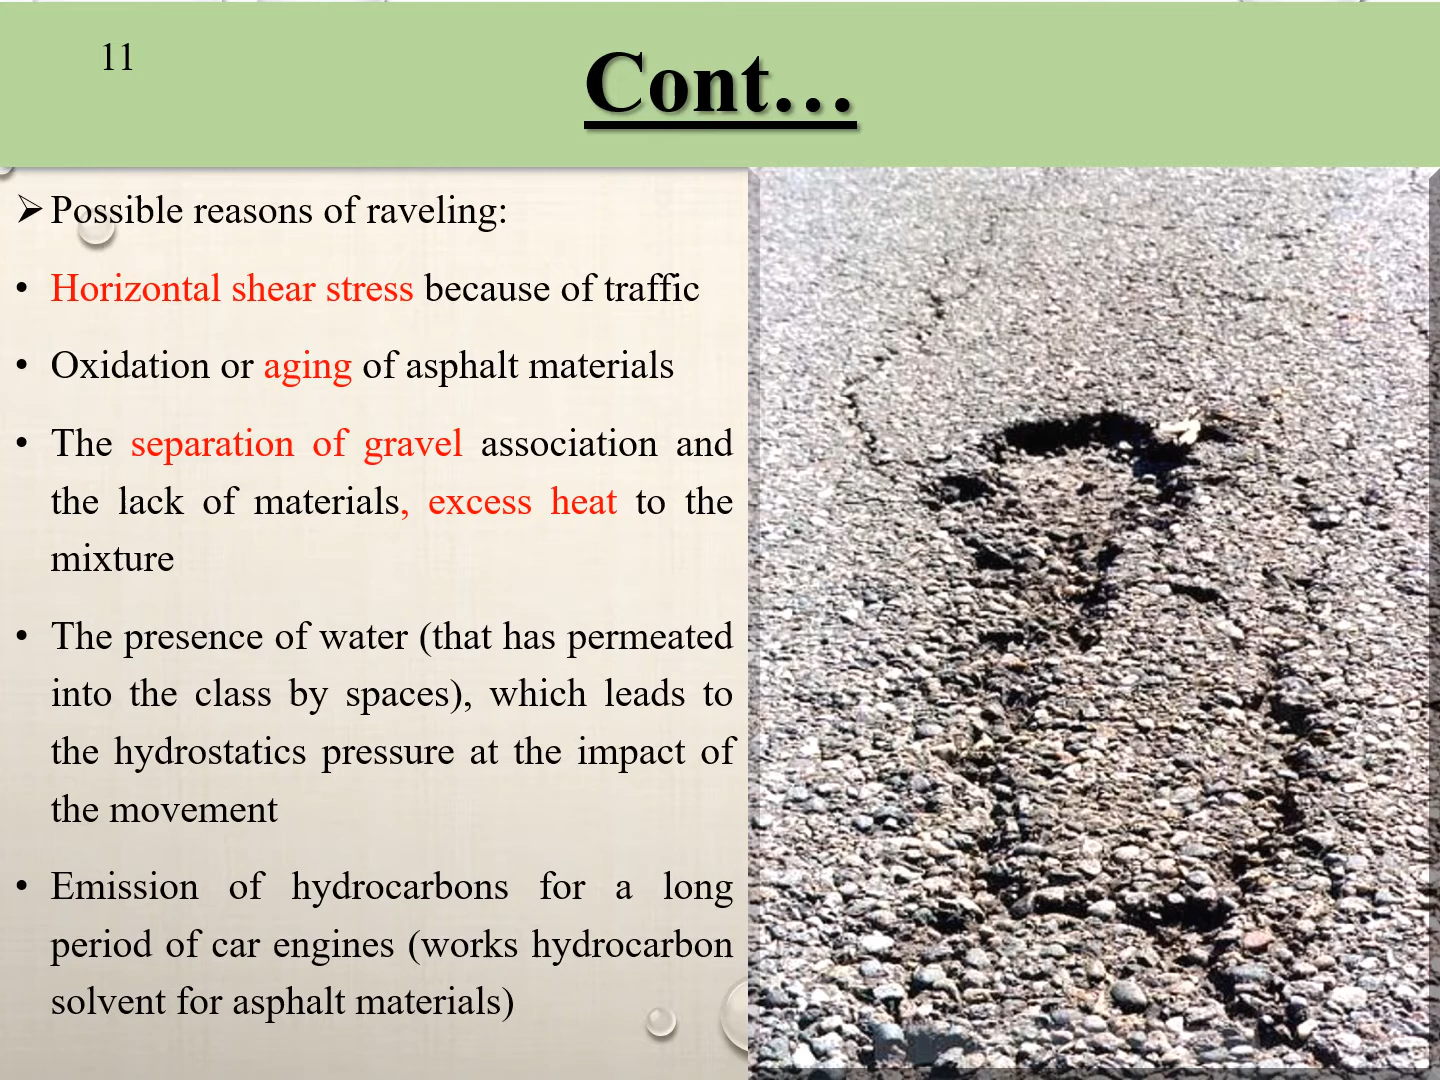 11
Cont…
➢ Possible reasons of raveling:
• Horizontal shear stress because of traffic
• Oxidation or aging of asphalt materials
• The separation of gravel association and
the lack of materials, excess heat to the
mixture
• The presence of water (that has permeated
into the class by spaces), which leads to
the hydrostatics pressure at the impact of
the movement
• Emission of hydrocarbons for a long
period of car engines (works hydrocarbon
solvent for asphalt materials)